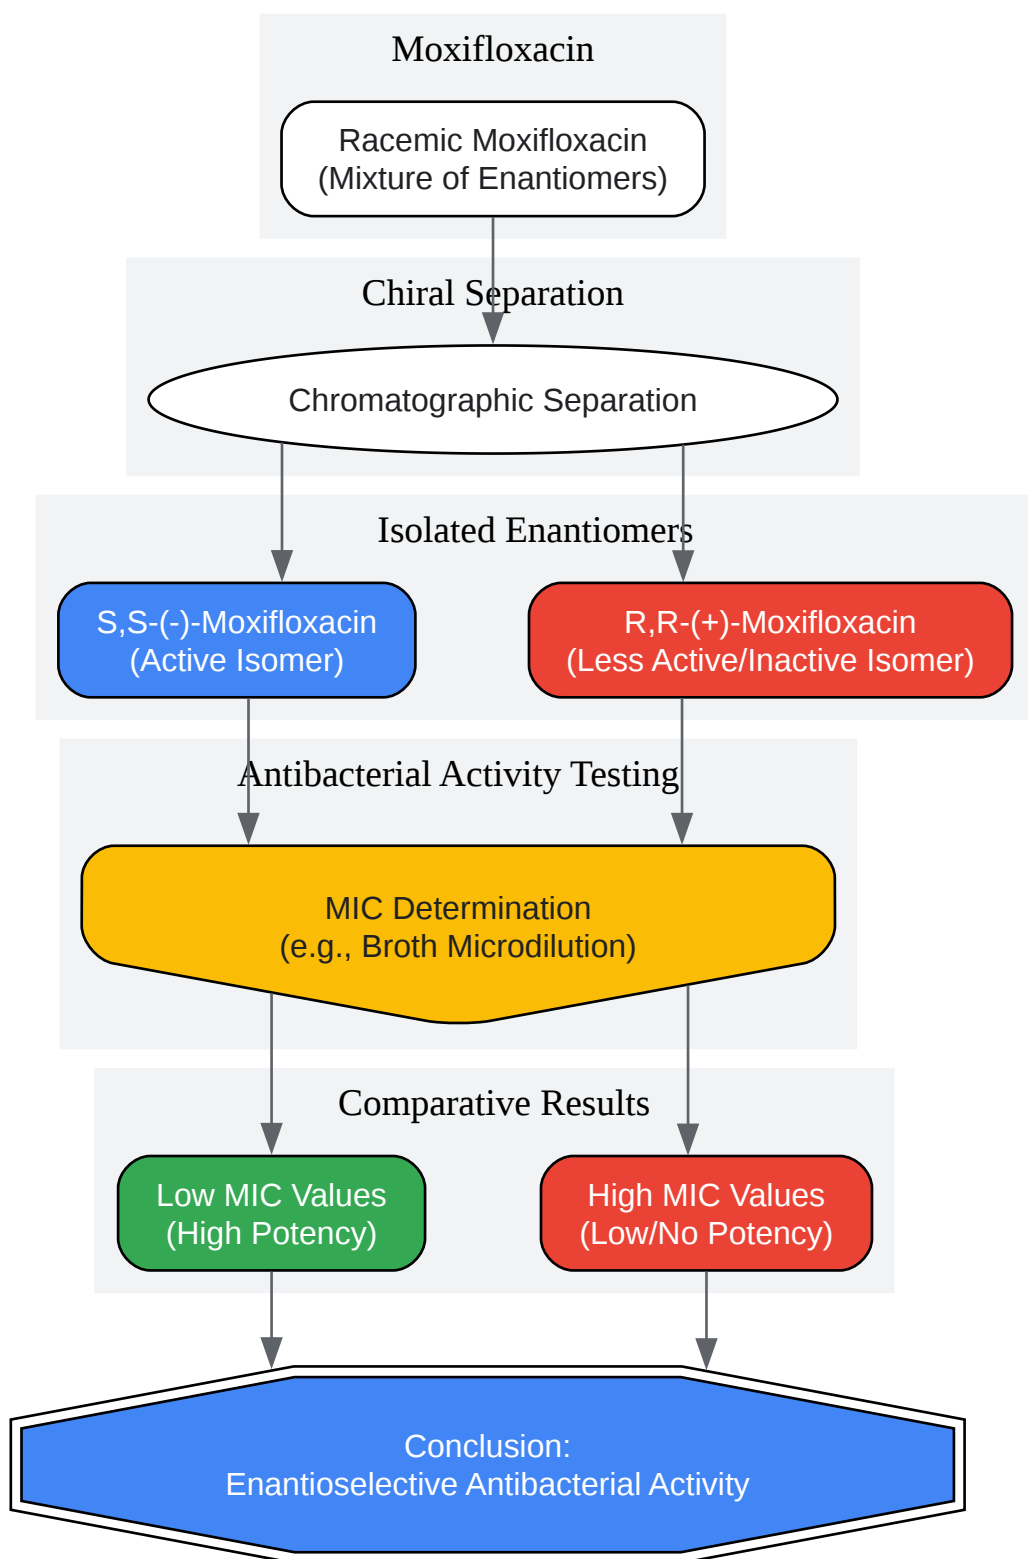 Moxifloxacin
Racemic Moxifloxacin
(Mixture of Enantiomers)
Chiral Separation
Chromatographic Separation
Isolated Enantiomers
S,S-(-)-Moxifloxacin
(Active Isomer)
R,R-(+)-Moxifloxacin
(Less Active/Inactive Isomer)
Antibacterial Activity Testing
MIC Determination
(e.g., Broth Microdilution)
Comparative Results
Low MIC Values
(High Potency)
High MIC Values
(Low/No Potency)
Conclusion:
Enantioselective Antibacterial Activity